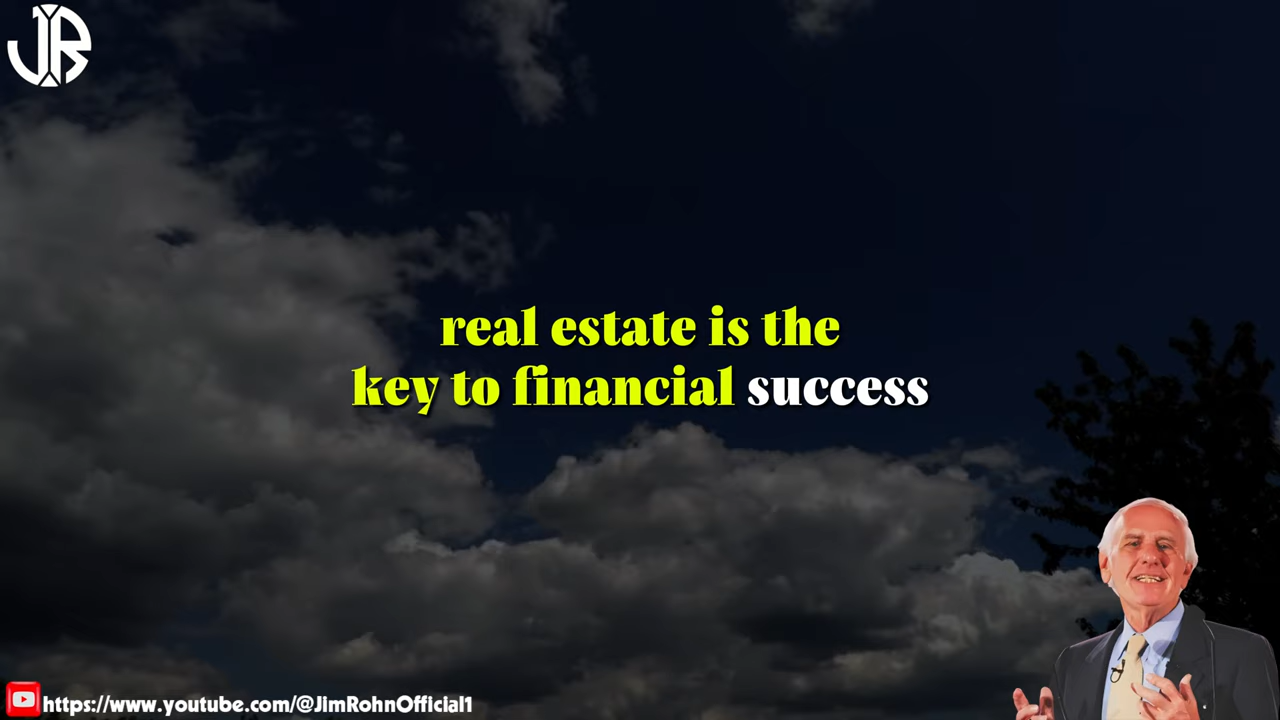 JR
real estate is the
key to financial success
https://www.youtube.com/@JimRohnOfficial1